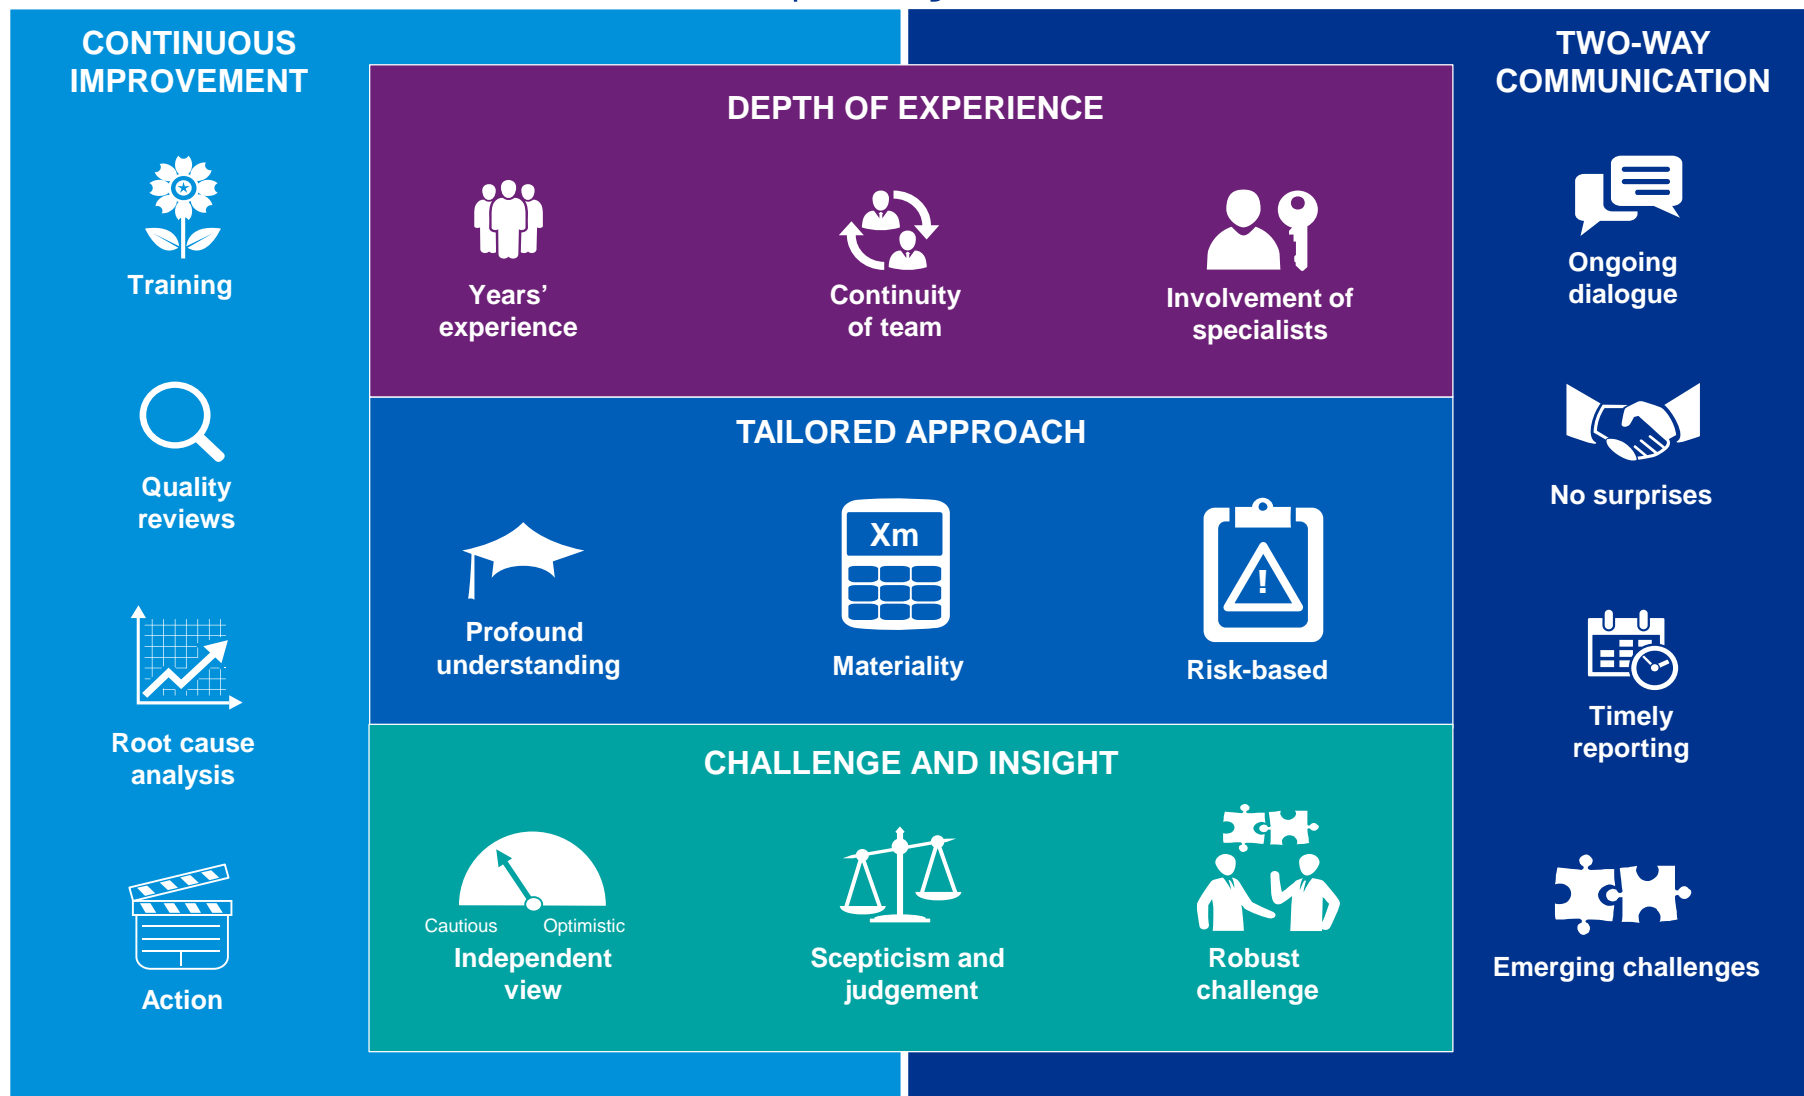 CONTINUOUS
IMPROVEMENT
Training
Quality
reviews
Root cause
analysis
Action
DEPTH OF EXPERIENCE
Years’
experience
Continuity
of team
Involvement of
specialists
TAILORED APPROACH
Profound
understanding
Xm
Materiality
!
Risk-based
CHALLENGE AND INSIGHT
Cautious
Optimistic
Independent
view
Scepticism and
judgement
Robust
challenge
TWO-WAY
COMMUNICATION
Ongoing
dialogue
No surprises
Timely
reporting
Emerging challenges